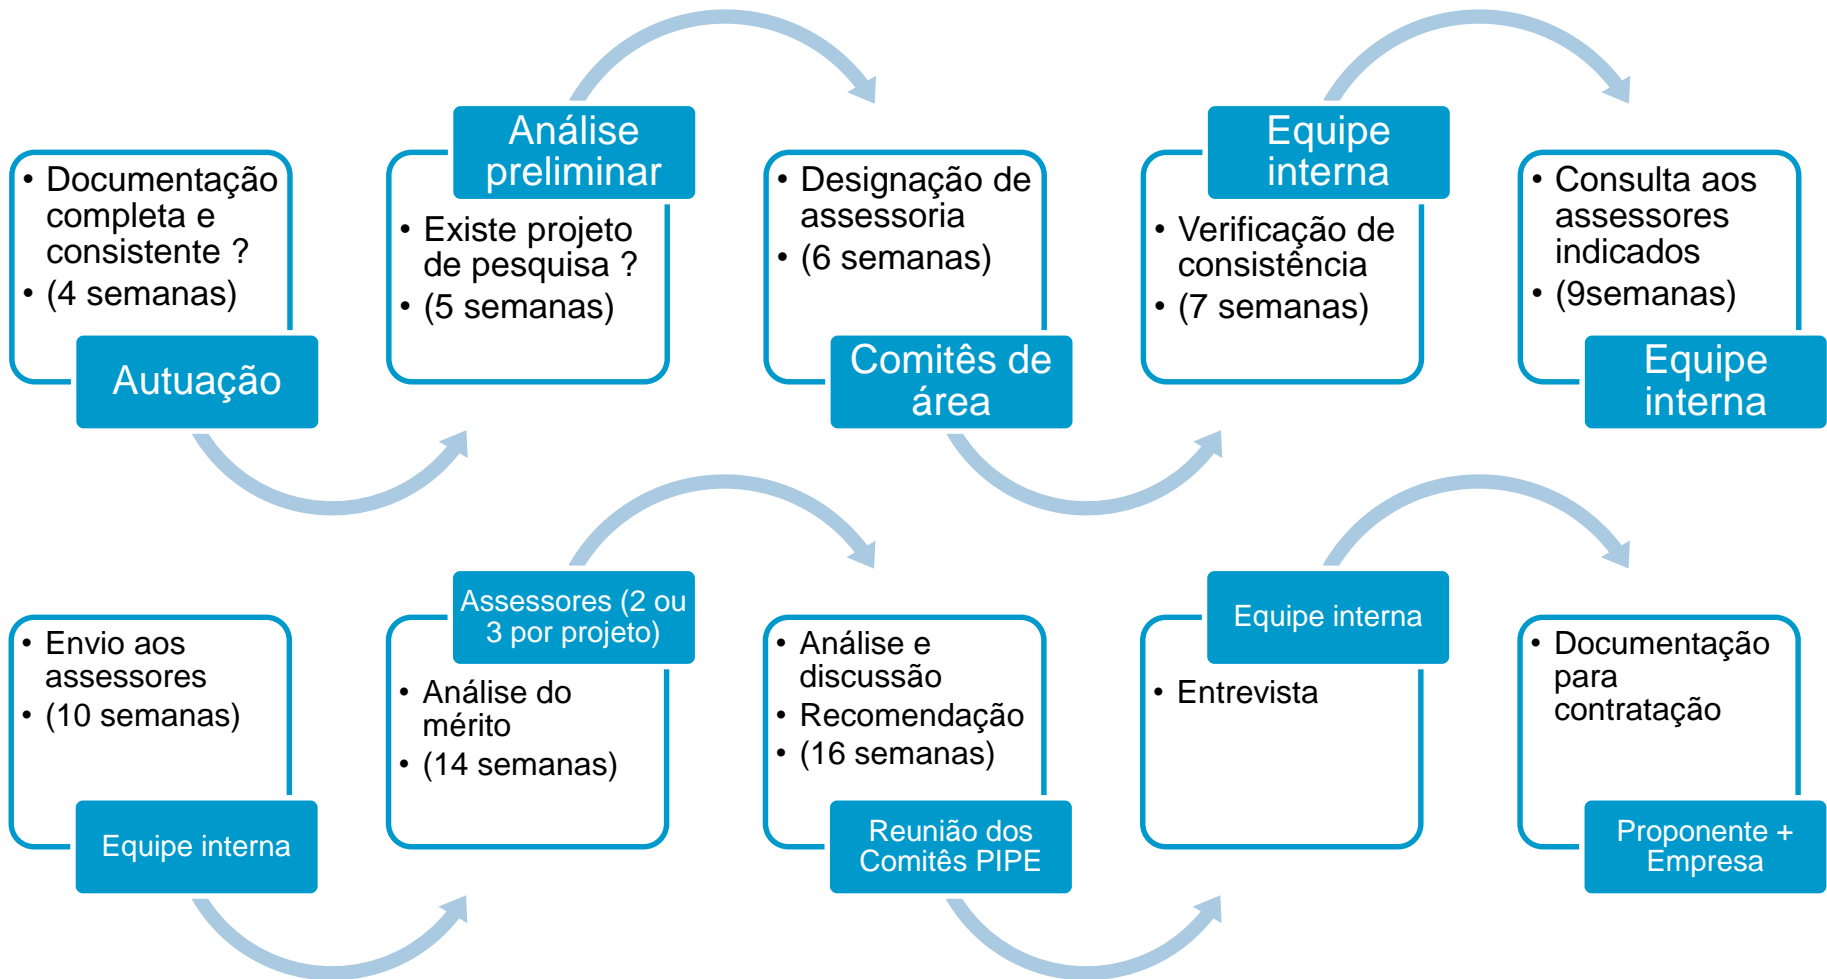 • Documentação
completa e
consistente ?
• (4 semanas)
Autuação
Análise
preliminar
• Existe projeto
de pesquisa ?
• (5 semanas)
• Designação de
assessoria
• (6 semanas)
Comitês de
área
Equipe
interna
• Verificação de
consistência
• (7 semanas)
• Consulta aos
assessores
indicados
• (9semanas)
Equipe
interna
• Envio aos
assessores
• (10 semanas)
Equipe interna
Assessores (2 ou
3 por projeto)
• Análise do
mérito
• (14 semanas)
• Análise e
discussão
• Recomendação
• (16 semanas)
Reunião dos
Comitês PIPE
Equipe interna
• Entrevista
• Documentação
para
contratação
Proponente +
Empresa